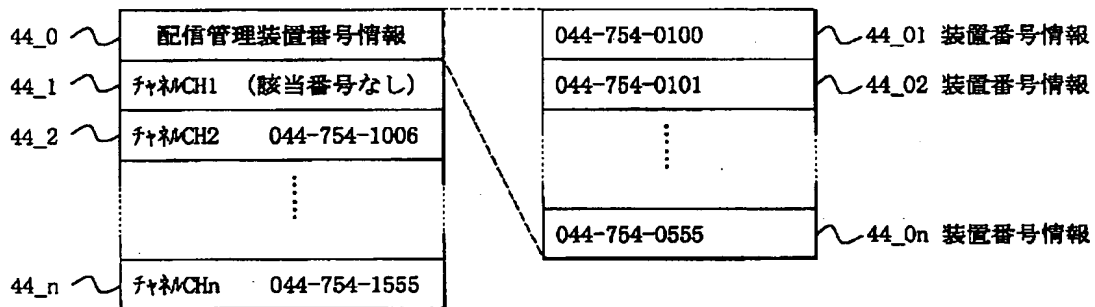 44_0 配信管理装置番号情報
44_1 チャネルCH1 (該当番号なし)
44_2 チャネルCH2 044-754-1006
44_n チャネルCHn 044-754-1555
044-754-0100 44_01 装置番号情報
044-754-0101 44_02 装置番号情報
044-754-0555 44_0n 装置番号情報